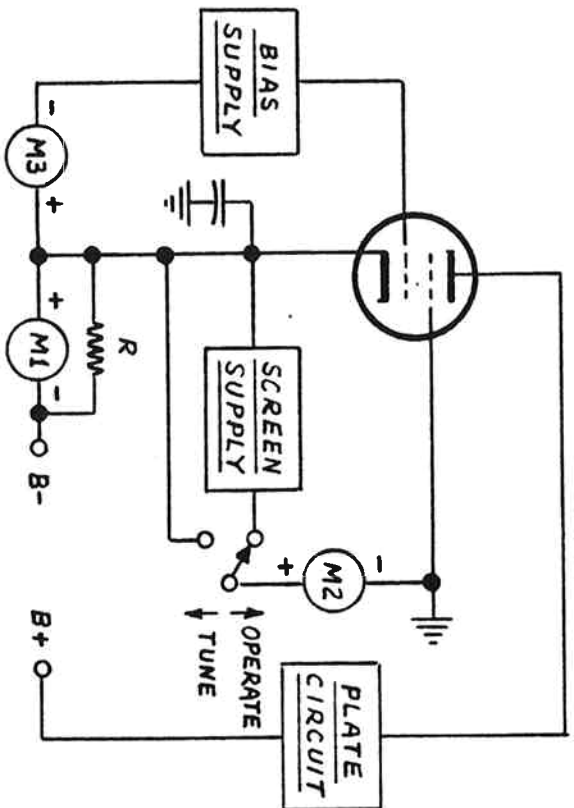 PLATE
CIRCUIT
-
M2
+
BIAS
SUPPLY
SCREEN
SUPPLY
OPERATE
TUNE
R
- M3 + + M1 - B- B+